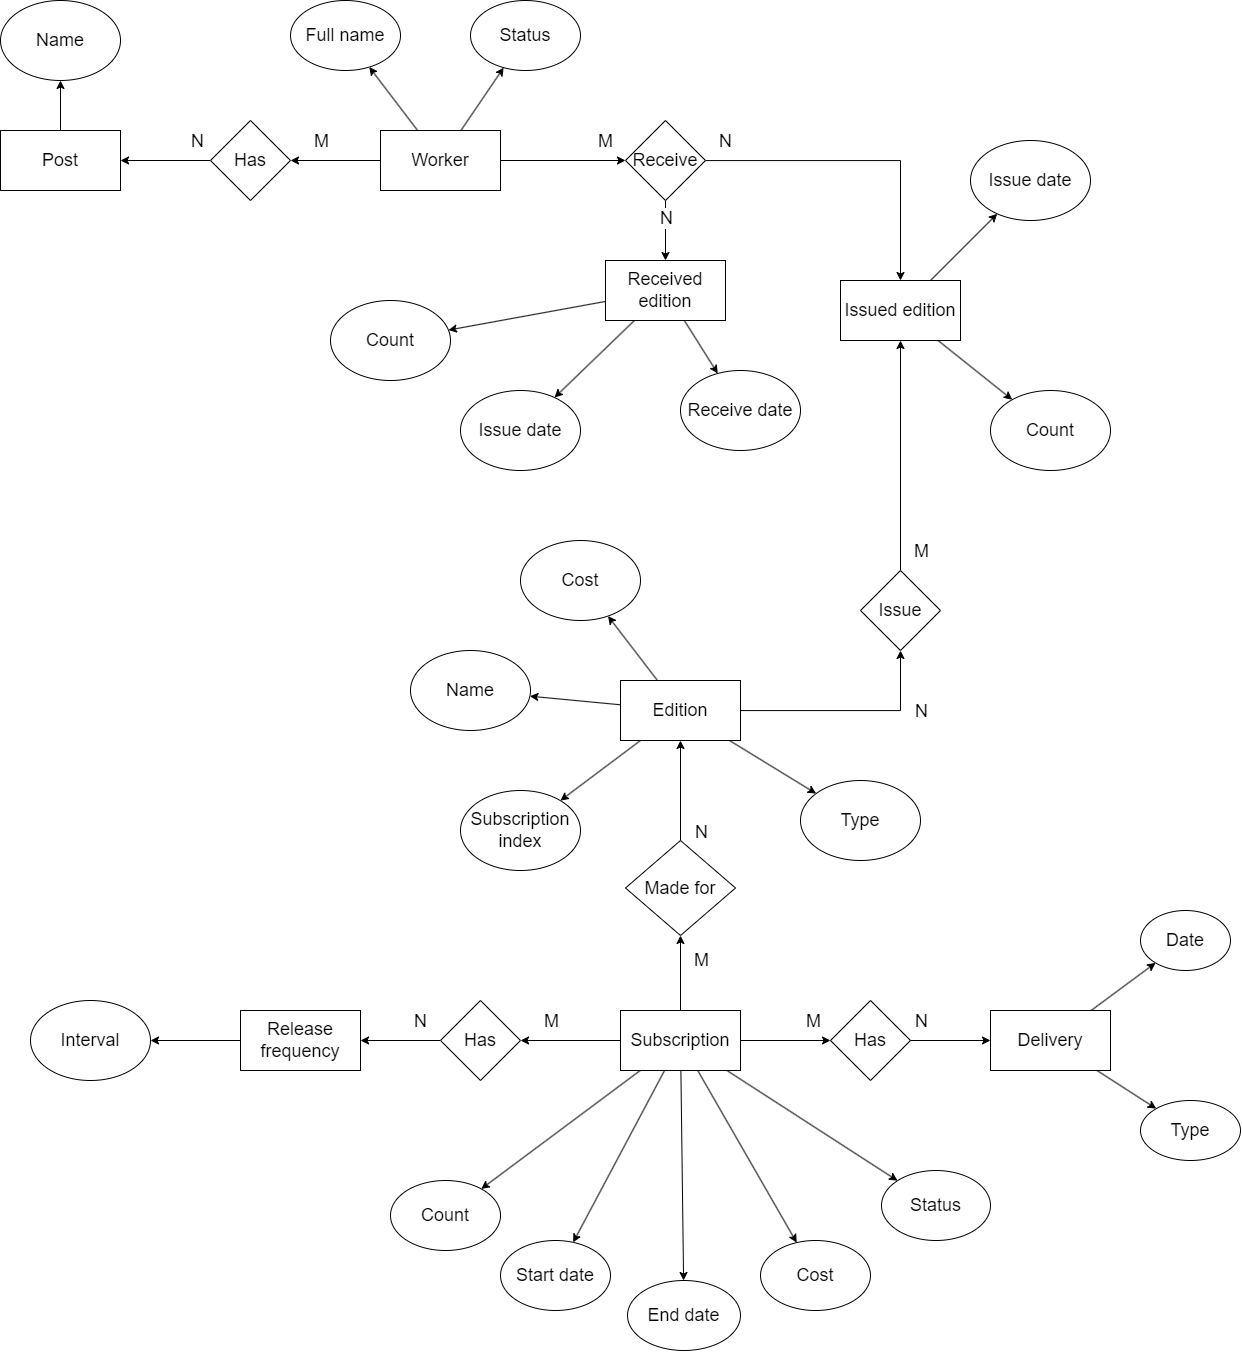 Name
Full name
Status
N
M
M
N
Post
Has
Worker
Receive
Issue date
N
Received
edition
Issued edition
Count
Receive date
Issue date
Count
M
Cost
Issue
Name
Edition
N
Subscription
index
Type
N
Made for
M
Date
N
M
M
N
Interval
Release
frequency
Has
Subscription
Has
Delivery
Type
Status
Count
Start date
Cost
End date